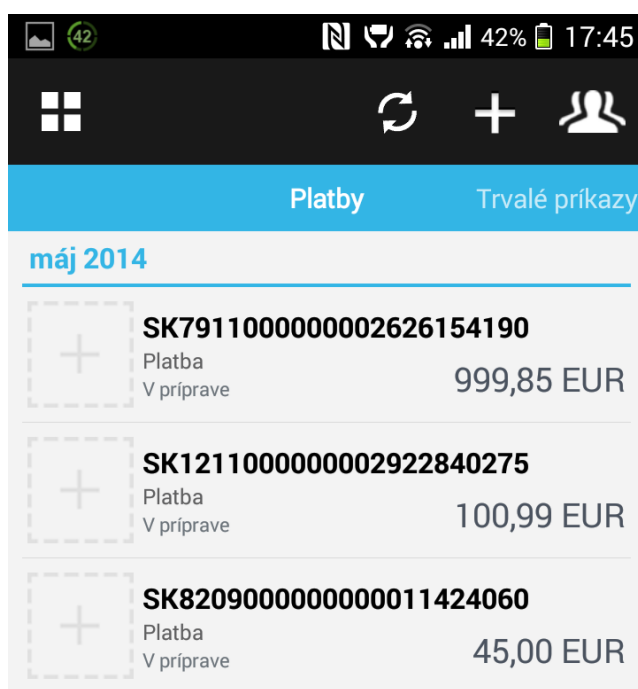 42 42% 17:45
Platby Trvalé príkazy
máj 2014
SK7911000000002626154190
Platba
V príprave 999,85 EUR
SK1211000000002922840275
Platba
V príprave 100,99 EUR
SK8209000000000011424060
Platba
V príprave 45,00 EUR